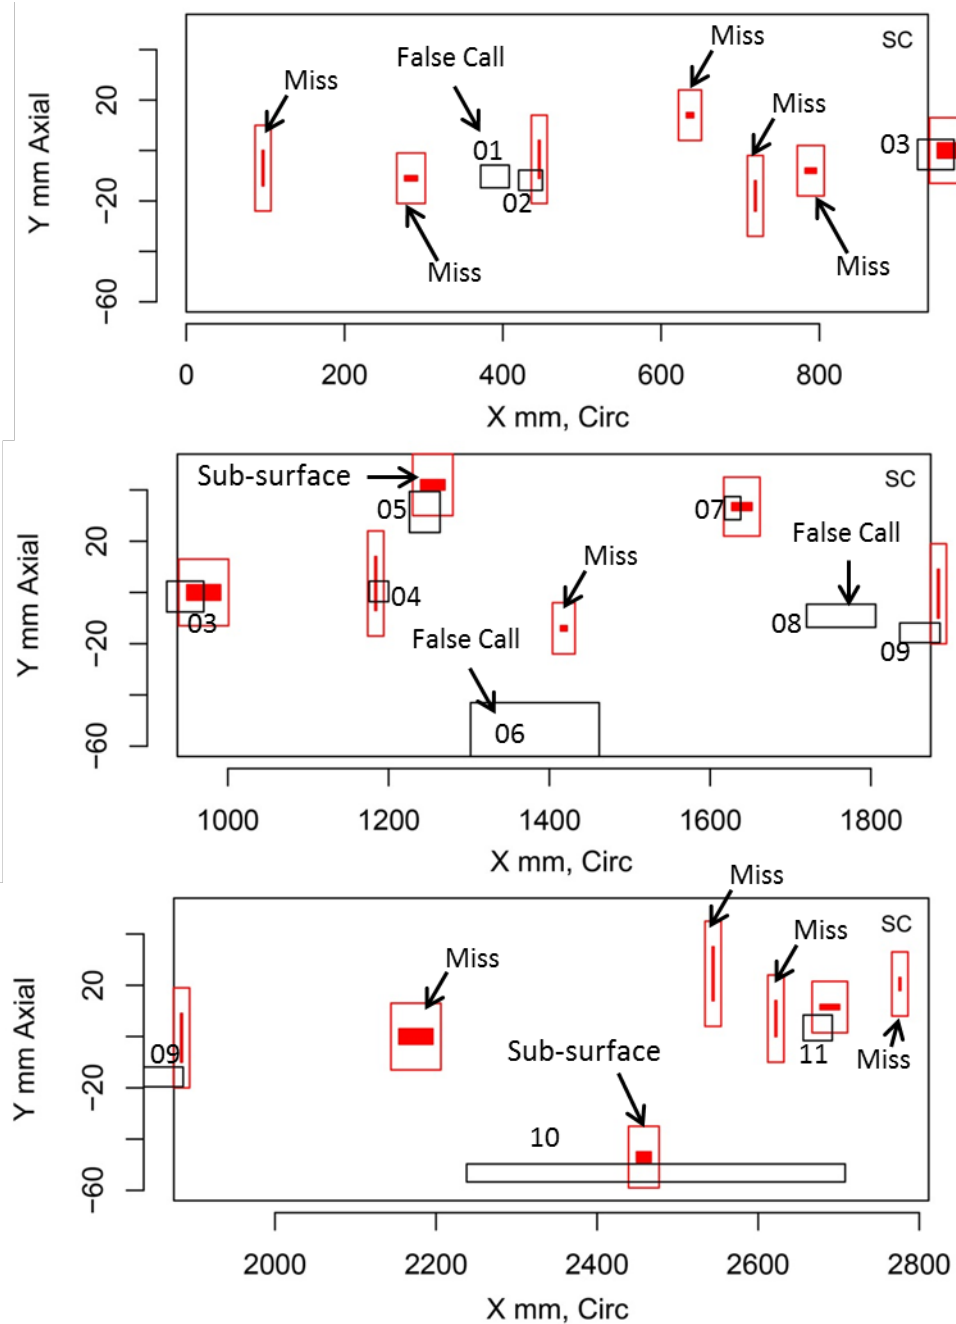 Miss
SC
False Call
Miss
Miss
20
01
03
Y mm Axial
-20
02
Miss
Miss
-60
0 200 400 600 800
X mm, Circ
Sub-surface
SC
05
07
False Call
20
Miss
Y mm Axial
04
03
08
-20
False Call
09
06
-60
1000 1200 1400 1600 1800
X mm, Circ
Miss
SC
Miss
Miss
20
Y mm Axial
09
Sub-surface
11
Miss
-20
10
-60
2000 2200 2400 2600 2800
X mm, Circ